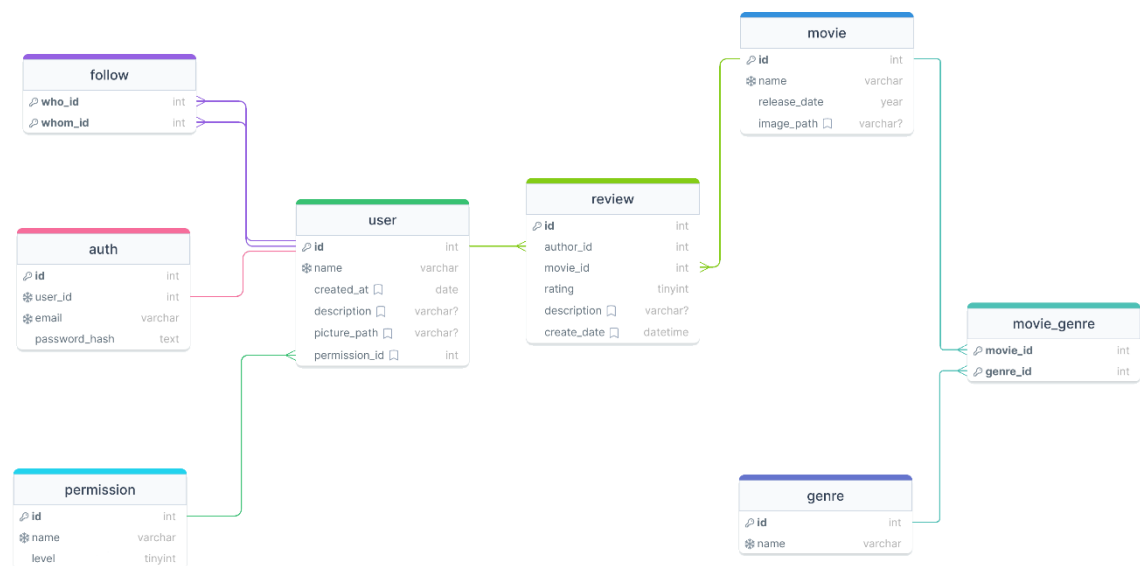 follow
who_id int
whom_id int
auth
id int
user_id int
email varchar
password_hash text
permission
id int
name varchar
level tinyint
user
id int
name varchar
created_at date
description varchar?
picture_path varchar?
permission_id int
review
id int
author_id int
movie_id int
rating tinyint
description varchar?
create_date datetime
movie
id int
name varchar
release_date year
image_path varchar?
movie_genre
movie_id int
genre_id int
genre
id int
name varchar